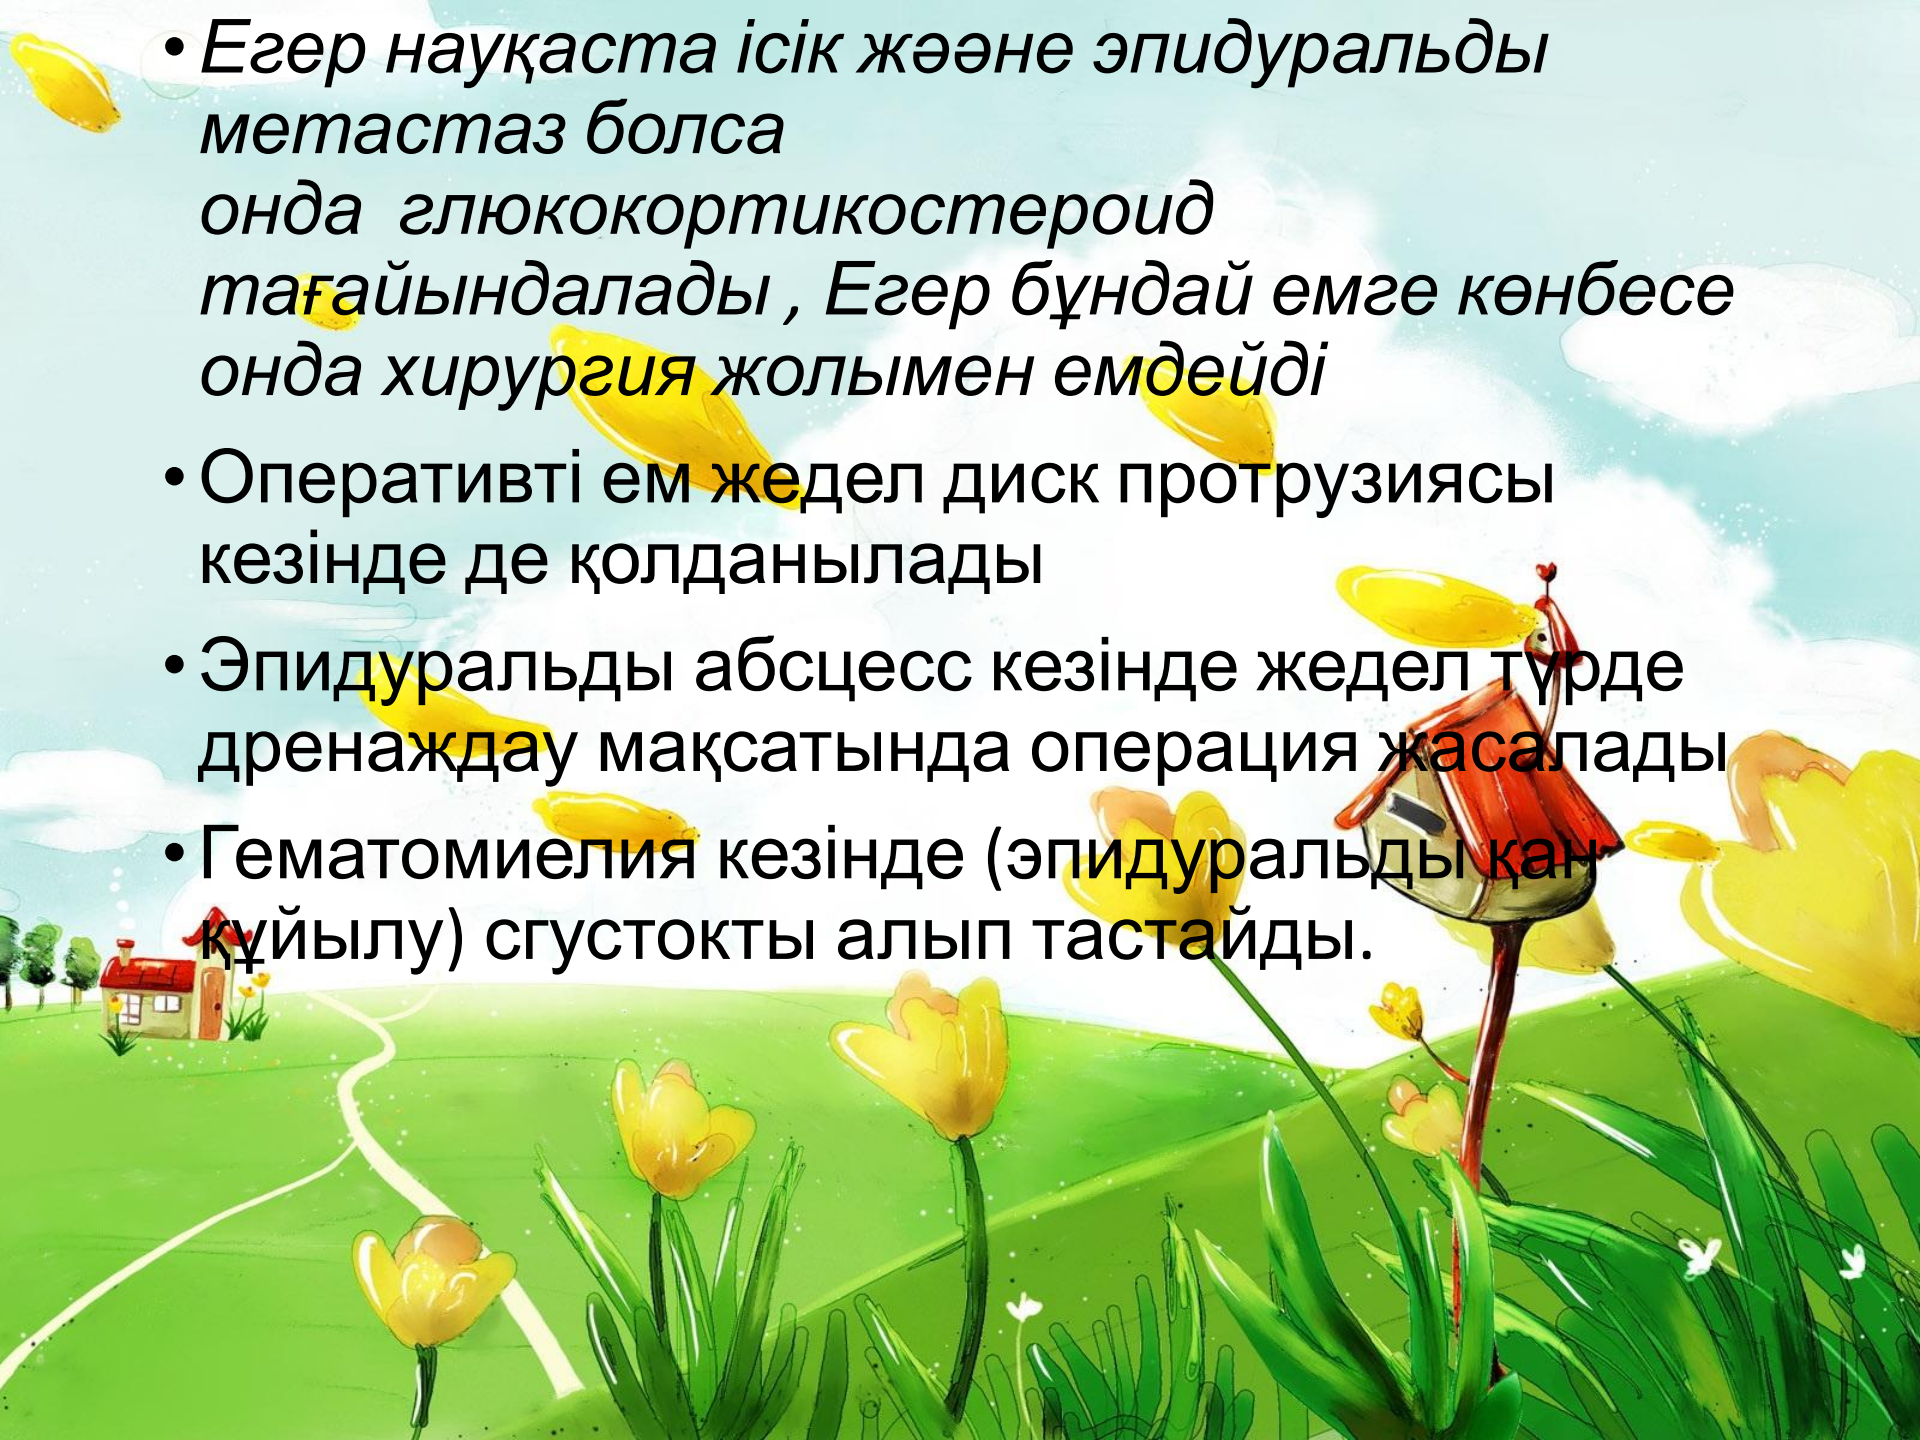 • Егер науқаста ісік жәәне эпидуральды
метастаз болса
онда  глюкокортикостероид
тағайындалады , Егер бұндай емге көнбесе
онда хирургия жолымен емдейді
• Оперативті ем жедел диск протрузиясы
кезінде де қолданылады
• Эпидуральды абсцесс кезінде жедел түрде
дренаждау мақсатында операция жасалады
• Гематомиелия кезінде (эпидуральды қан
құйылу) сгустокты алып тастайды.